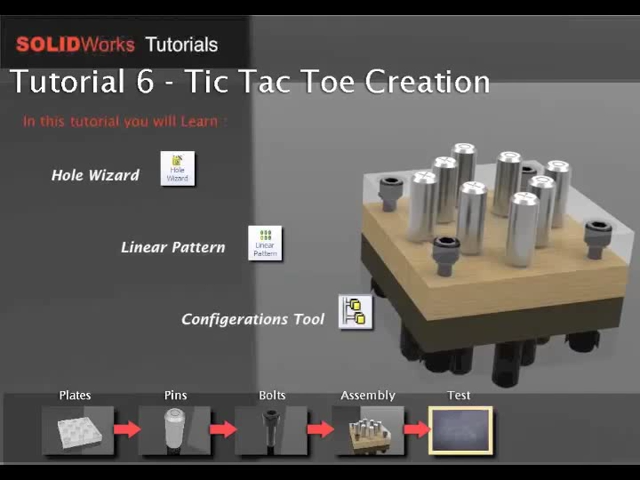 SOLIDWorks Tutorials
Tutorial 6 - Tic Tac Toe Creation
In this tutorial you will Learn :
Hole Wizard
Hole
Wizard
Linear Pattern
Linear
Pattern
Configerations Tool
Plates
Pins
Bolts
Assembly
Test